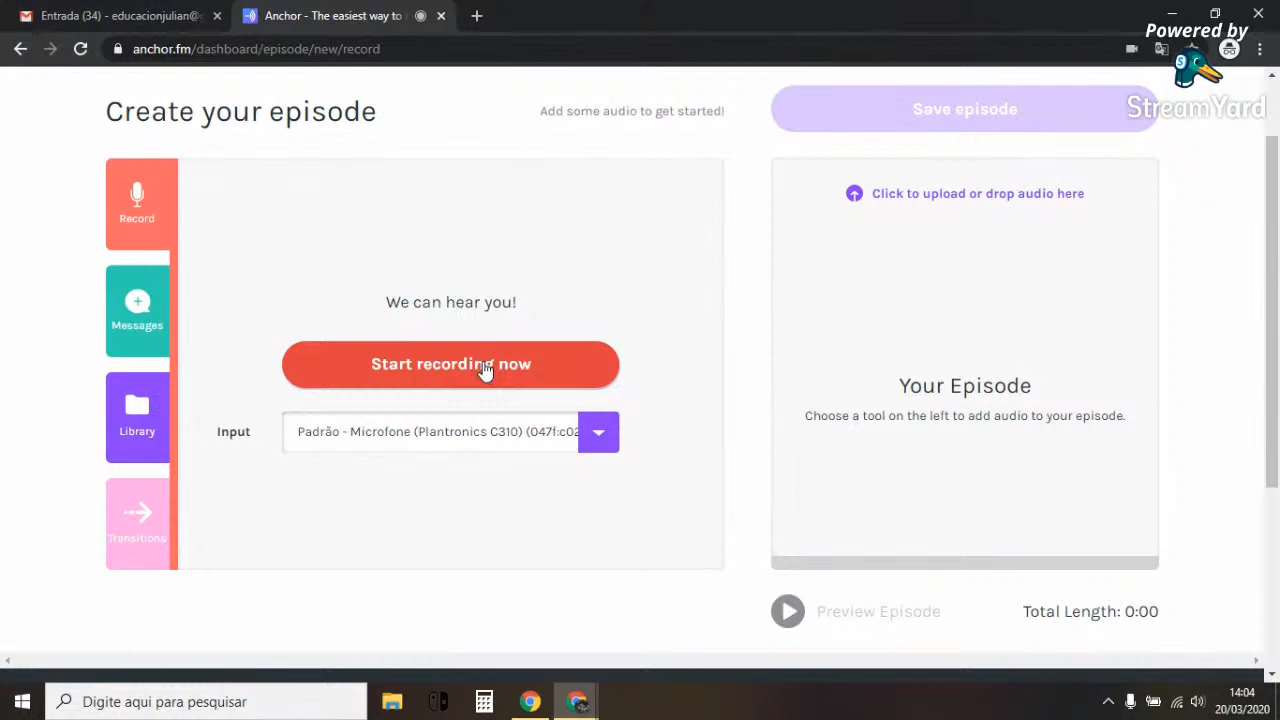 Entrada (34) - educacionjulian@
Anchor - The easiest way to
Powered by
anchor.fm/dashboard/episode/new/record
StreamYard
Create your episode
Add some audio to get started!
Save episode
Record
Click to upload or drop audio here
Messages
We can hear you!
Start recording now
Your Episode
Choose a tool on the left to add audio to your episode.
Library
Input
Padrão - Microfone (Plantronics C310) (047f:c02
Transitions
Preview Episode
Total Length: 0:00
Digite aqui para pesquisar
14:04
20/03/2020